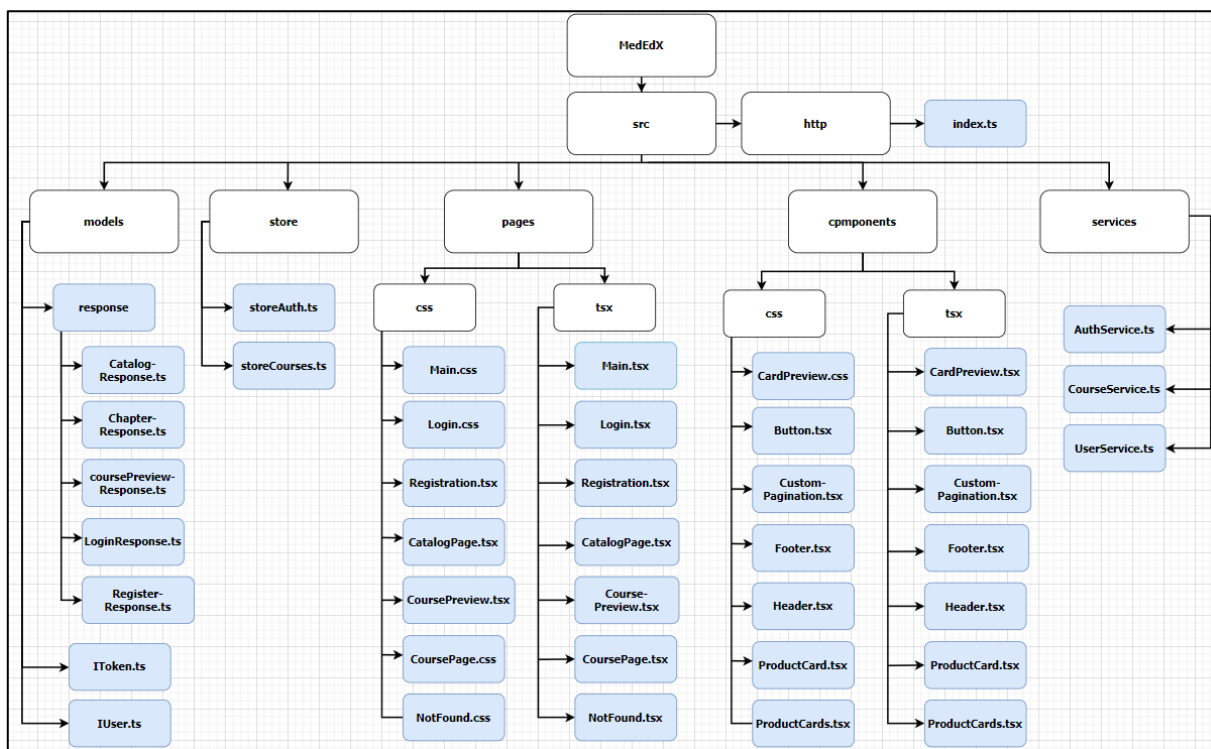 MedEdX
src
http
index.ts
models
store
pages
cpmponents
services
response
storeAuth.ts
css
tsx
css
tsx
AuthService.ts
Catalog-
Response.ts
storeCourses.ts
Main.css
Main.tsx
CardPreview.css
CardPreview.tsx
CourseService.ts
Chapter-
Response.ts
Login.css
Login.tsx
Button.tsx
Button.tsx
UserService.ts
coursePreview-
Response.ts
Registration.tsx
Registration.tsx
Custom-
Pagination.tsx
Custom-
Pagination.tsx
LoginResponse.ts
CatalogPage.tsx
CatalogPage.tsx
Footer.tsx
Footer.tsx
Register-
Response.ts
CoursePreview.tsx
Course-
Preview.tsx
Header.tsx
Header.tsx
IToken.ts
CoursePage.css
CoursePage.tsx
ProductCard.tsx
ProductCard.tsx
IUser.ts
NotFound.css
NotFound.tsx
ProductCards.tsx
ProductCards.tsx